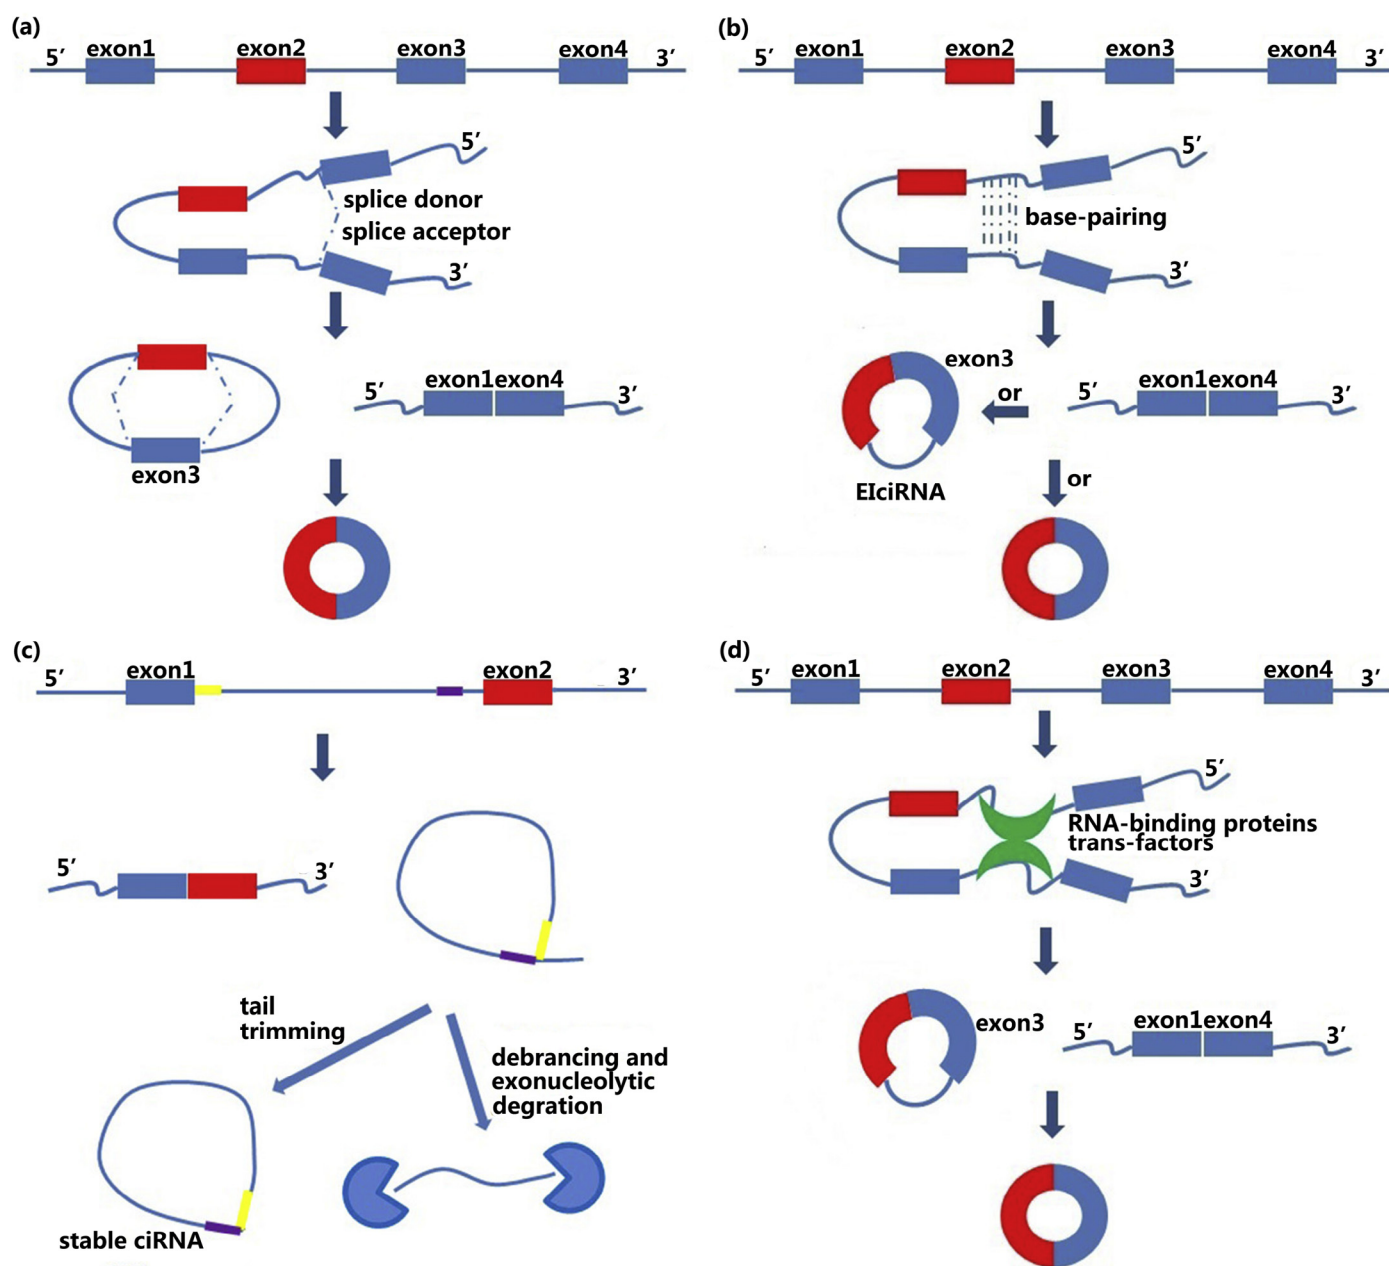 (a)
5′ exon1 exon2 exon3 exon4 3′
5′
splice donor
splice acceptor
3′
exon3
5′ exon1exon4 3′
(b)
5′ exon1 exon2 exon3 exon4 3′
5′
base-pairing
3′
exon3
or
5′ exon1exon4 3′
EIciRNA
or
(c)
5′ exon1 exon2 3′
5′ 3′
tail
trimming
debrancing and
exonucleolytic
degration
stable ciRNA
(d)
5′ exon1 exon2 exon3 exon4 3′
5′
RNA-binding proteins
trans-factors
3′
exon3
5′ exon1exon4 3′